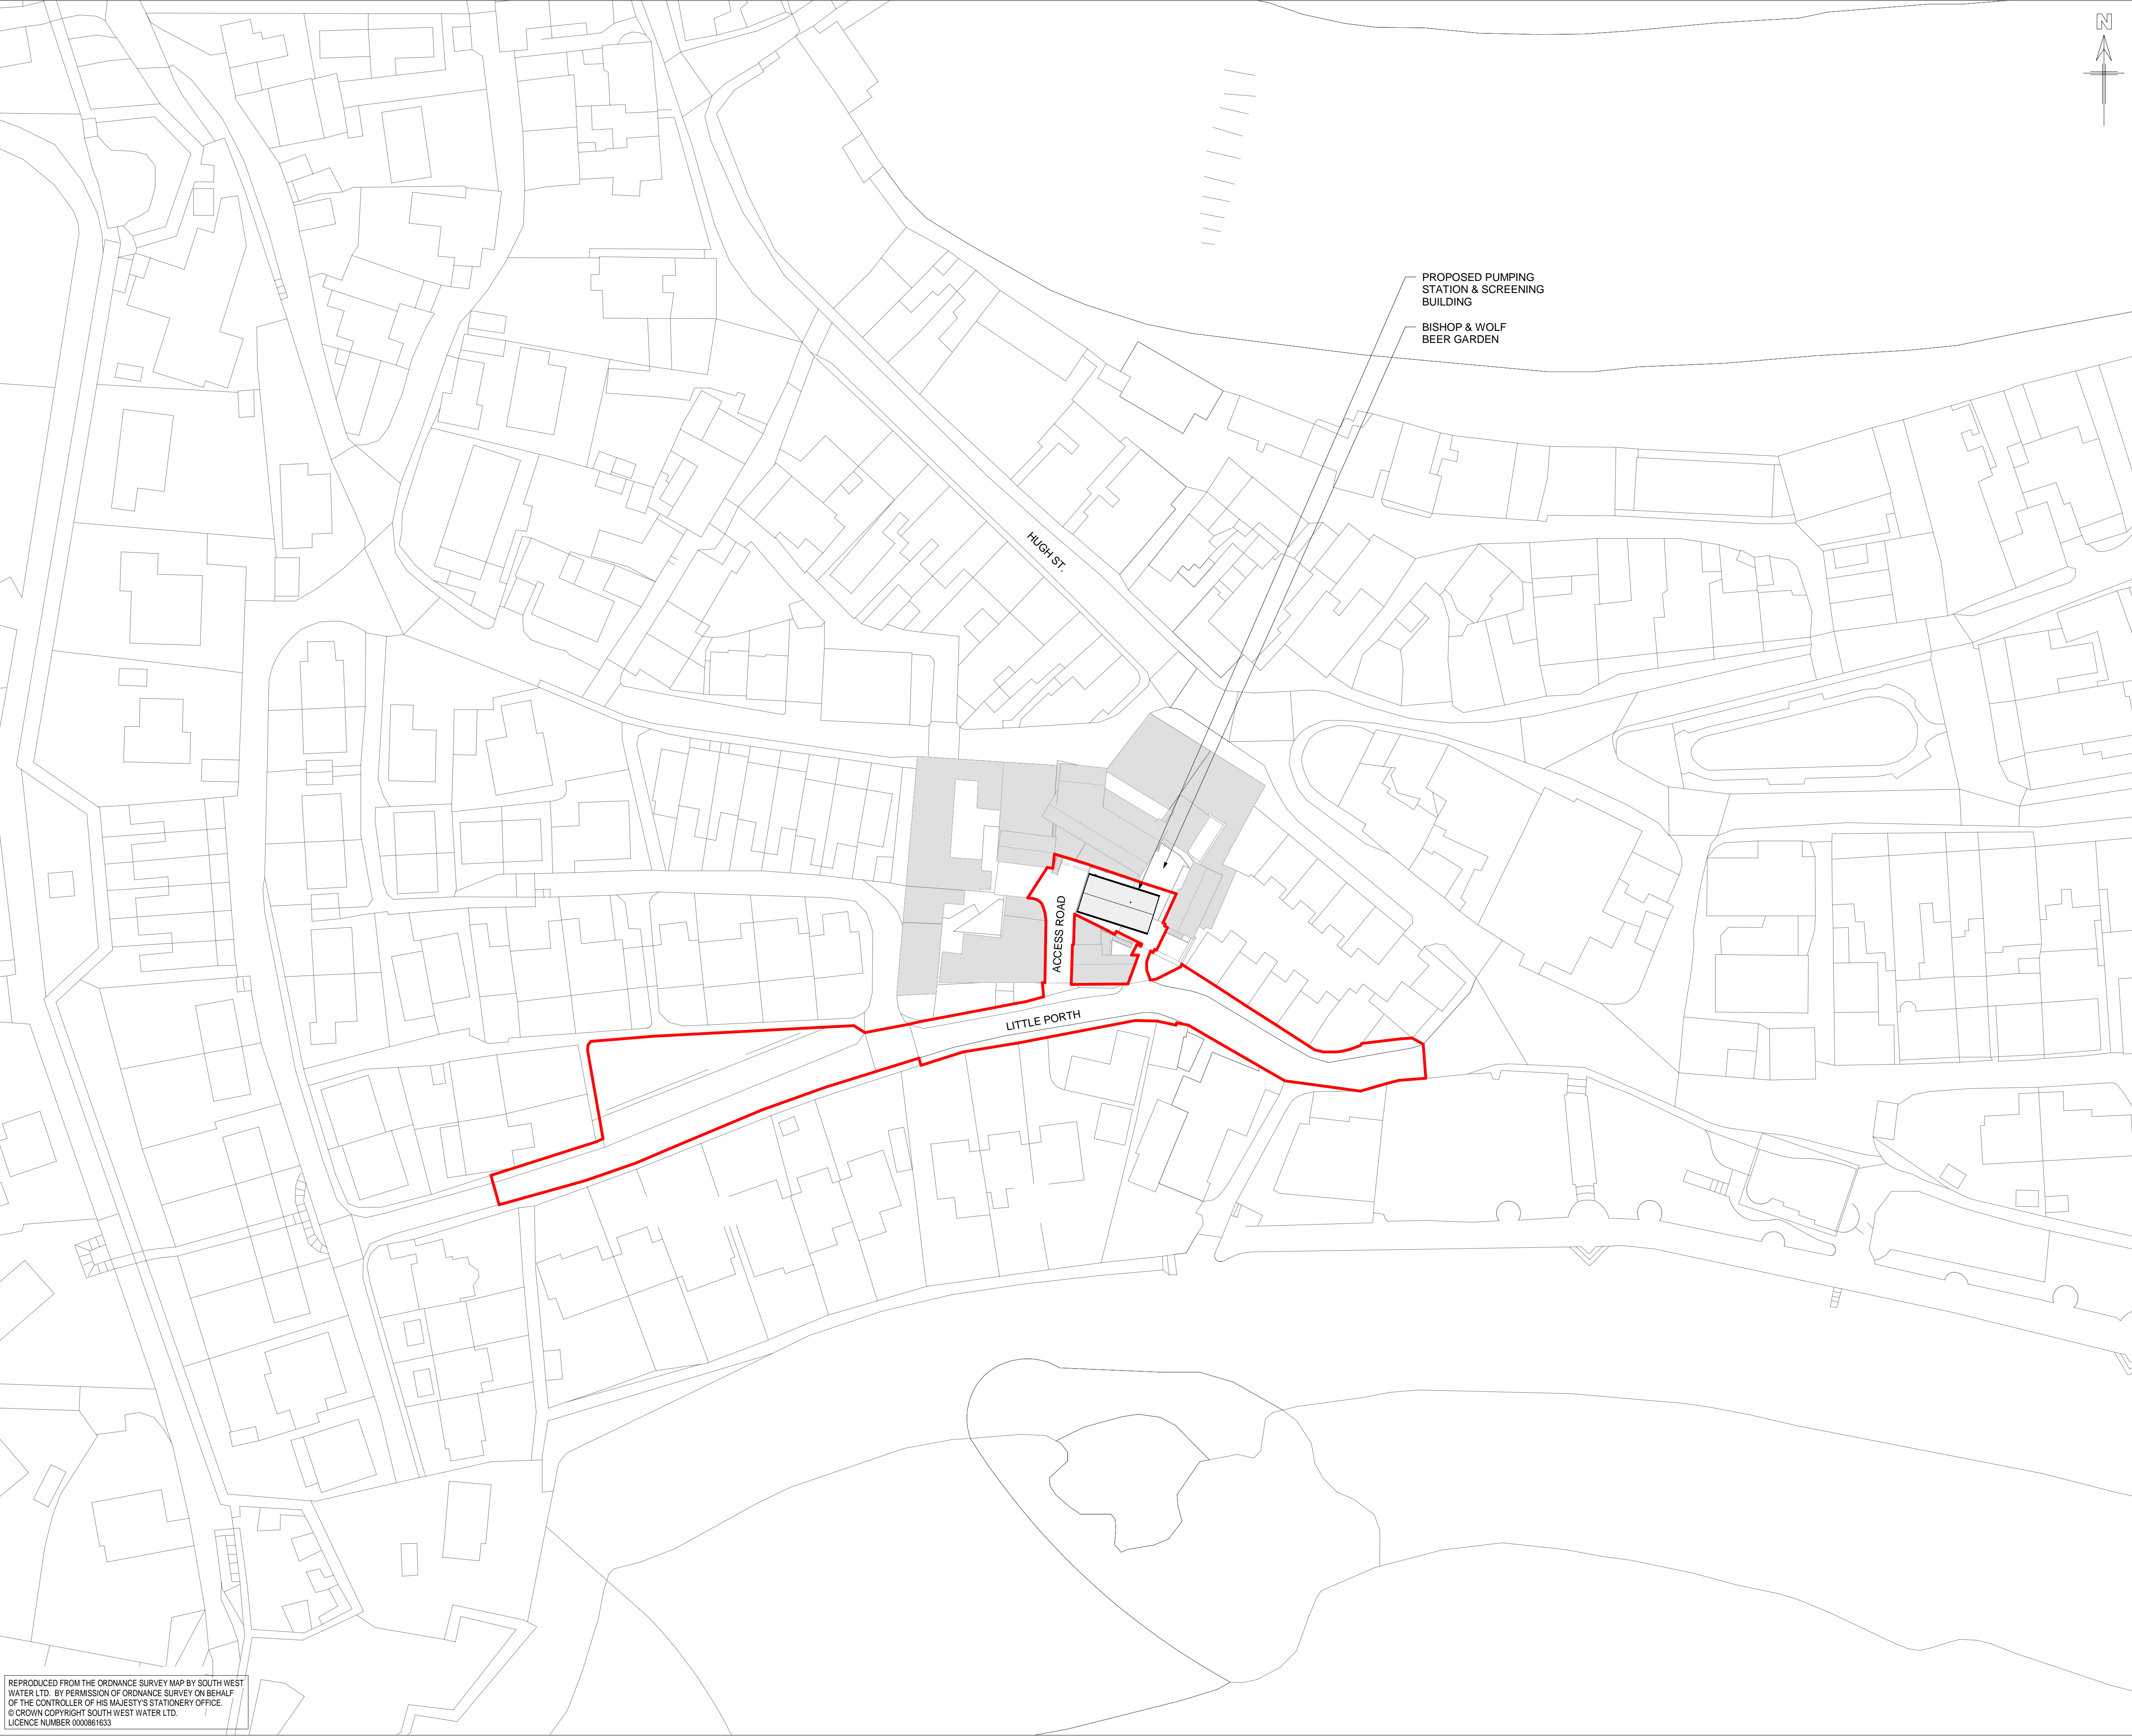 N
PROPOSED PUMPING
STATION & SCREENING
BUILDING
BISHOP & WOLF
BEER GARDEN
HUGH ST.
ACCESS ROAD
LITTLE PORTH
REPRODUCED FROM THE ORDNANCE SURVEY MAP BY SOUTH WEST
WATER LTD. BY PERMISSION OF ORDNANCE SURVEY ON BEHALF
OF THE CONTROLLER OF HIS MAJESTY'S STATIONERY OFFICE.
© CROWN COPYRIGHT SOUTH WEST WATER LTD.
LICENCE NUMBER 0000861633